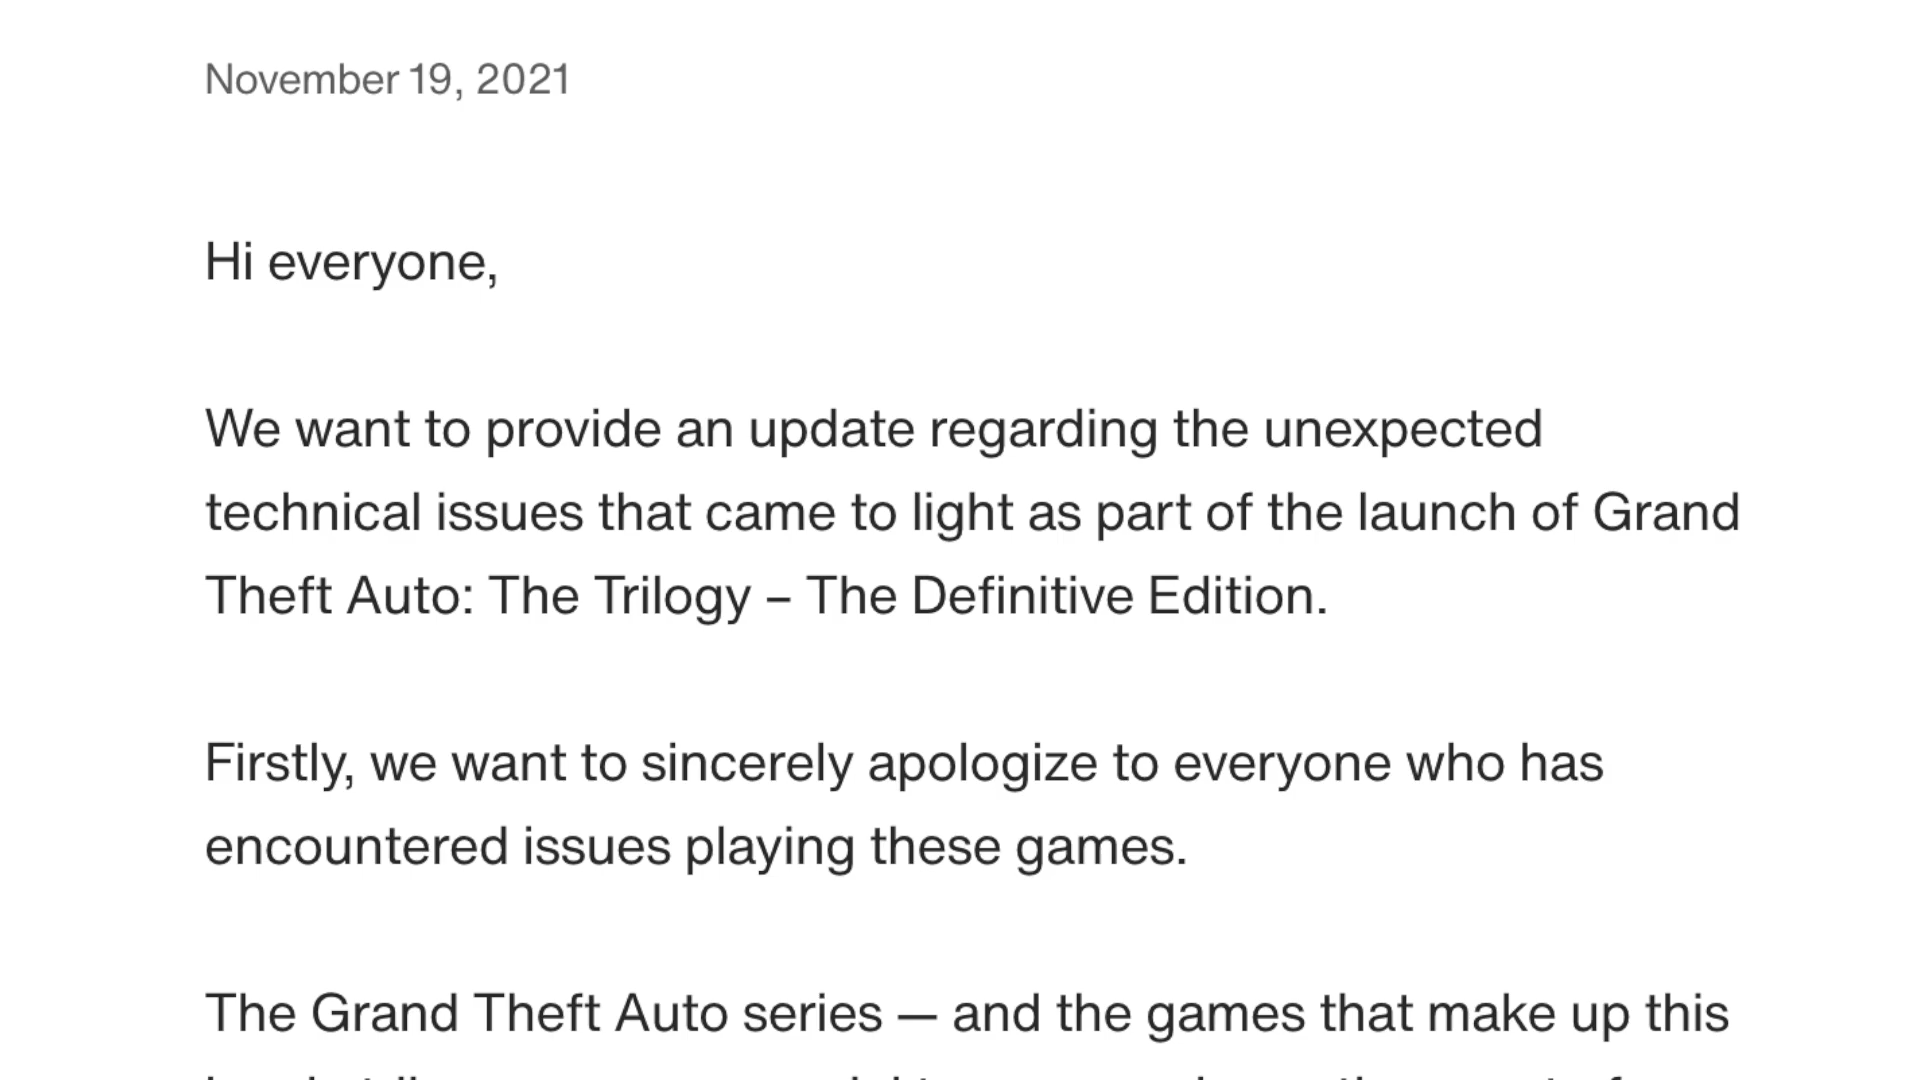 November 19, 2021
Hi everyone,
We want to provide an update regarding the unexpected
technical issues that came to light as part of the launch of Grand
Theft Auto: The Trilogy – The Definitive Edition.
Firstly, we want to sincerely apologize to everyone who has
encountered issues playing these games.
The Grand Theft Auto series — and the games that make up this